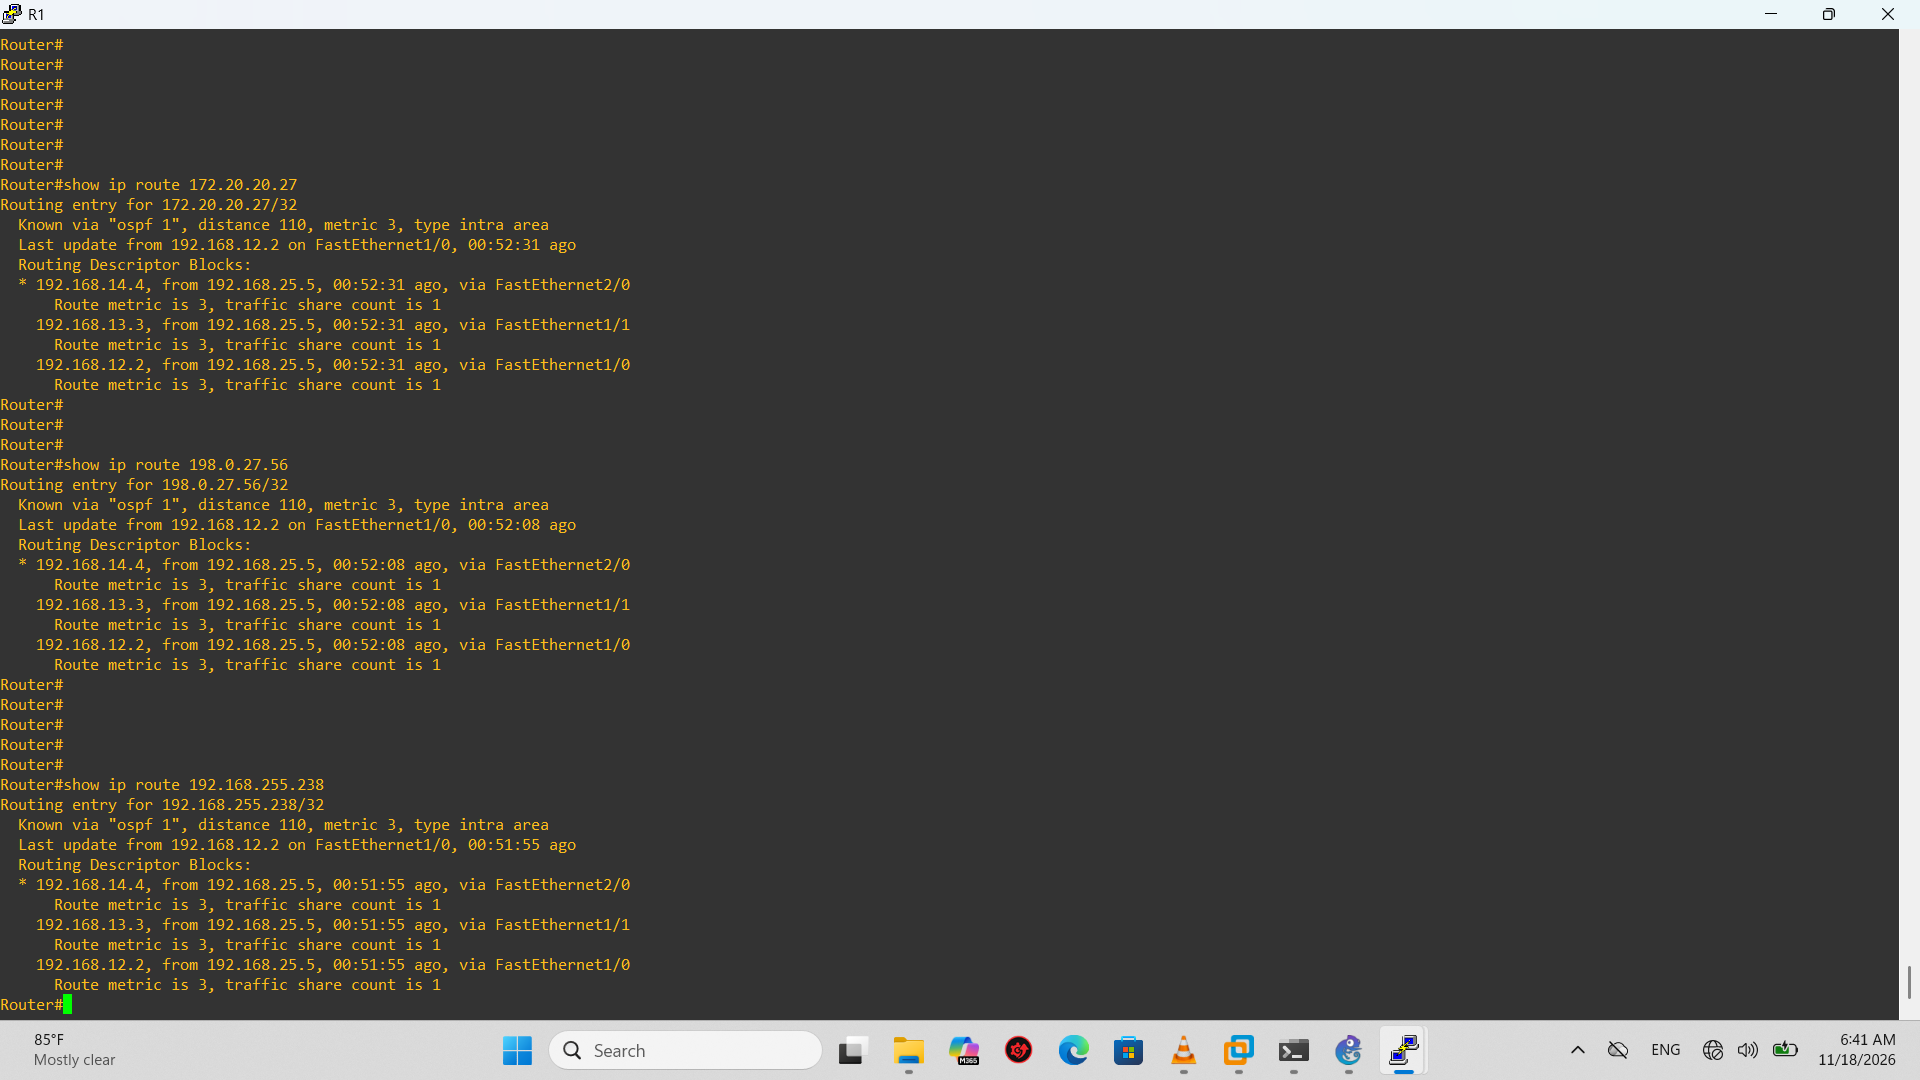 R1
Router#
Router#
Router#
Router#
Router#
Router#
Router#
Router#show ip route 172.20.20.27
Routing entry for 172.20.20.27/32
  Known via "ospf 1", distance 110, metric 3, type intra area
  Last update from 192.168.12.2 on FastEthernet1/0, 00:52:31 ago
  Routing Descriptor Blocks:
  * 192.168.14.4, from 192.168.25.5, 00:52:31 ago, via FastEthernet2/0
      Route metric is 3, traffic share count is 1
    192.168.13.3, from 192.168.25.5, 00:52:31 ago, via FastEthernet1/1
      Route metric is 3, traffic share count is 1
    192.168.12.2, from 192.168.25.5, 00:52:31 ago, via FastEthernet1/0
      Route metric is 3, traffic share count is 1
Router#
Router#
Router#
Router#show ip route 198.0.27.56
Routing entry for 198.0.27.56/32
  Known via "ospf 1", distance 110, metric 3, type intra area
  Last update from 192.168.12.2 on FastEthernet1/0, 00:52:08 ago
  Routing Descriptor Blocks:
  * 192.168.14.4, from 192.168.25.5, 00:52:08 ago, via FastEthernet2/0
      Route metric is 3, traffic share count is 1
    192.168.13.3, from 192.168.25.5, 00:52:08 ago, via FastEthernet1/1
      Route metric is 3, traffic share count is 1
    192.168.12.2, from 192.168.25.5, 00:52:08 ago, via FastEthernet1/0
      Route metric is 3, traffic share count is 1
Router#
Router#
Router#
Router#
Router#
Router#show ip route 192.168.255.238
Routing entry for 192.168.255.238/32
  Known via "ospf 1", distance 110, metric 3, type intra area
  Last update from 192.168.12.2 on FastEthernet1/0, 00:51:55 ago
  Routing Descriptor Blocks:
  * 192.168.14.4, from 192.168.25.5, 00:51:55 ago, via FastEthernet2/0
      Route metric is 3, traffic share count is 1
    192.168.13.3, from 192.168.25.5, 00:51:55 ago, via FastEthernet1/1
      Route metric is 3, traffic share count is 1
    192.168.12.2, from 192.168.25.5, 00:51:55 ago, via FastEthernet1/0
      Route metric is 3, traffic share count is 1
Router#
85°F
Mostly clear
Search
M365
ENG
6:41 AM
11/18/2026